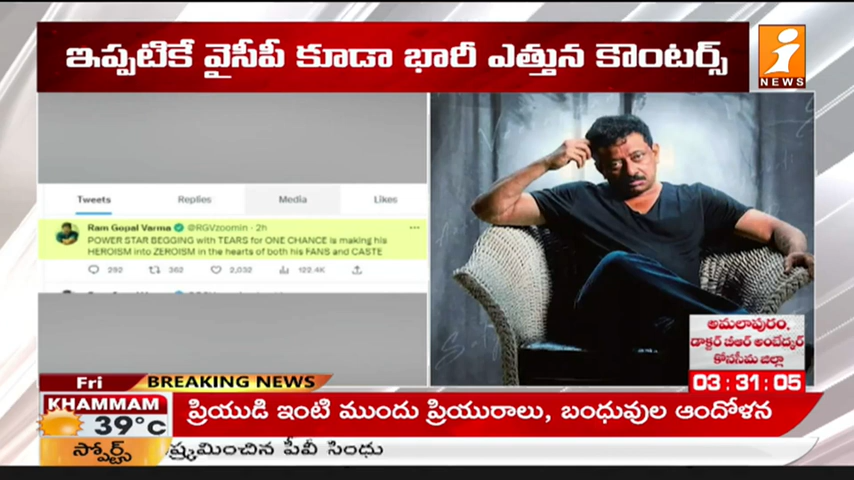 ఇప్పటికే వైసీపీ కూడా భారీ ఎత్తున కౌంటర్స్
i
NEWS
Tweets Replies Media Likes
Ram Gopal Varma @RGVzoomin · 2h
POWER STAR BEGGING with TEARS for ONE CHANCE is making his
HEROISM into ZEROISM in the hearts of both his FANS and CASTE
292 362 2,032 122.4K
అమలాపురం,
డాక్టర్ బీఆర్ అంబేద్కర్
కోనసీమ జిల్లా
03:31:05
Fri BREAKING NEWS
KHAMMAM
39°C
ప్రియుడి ఇంటి ముందు ప్రియురాలు, బంధువుల ఆందోళన
స్పోర్ట్స్ ష్క్రమించిన పీవీ సింధు